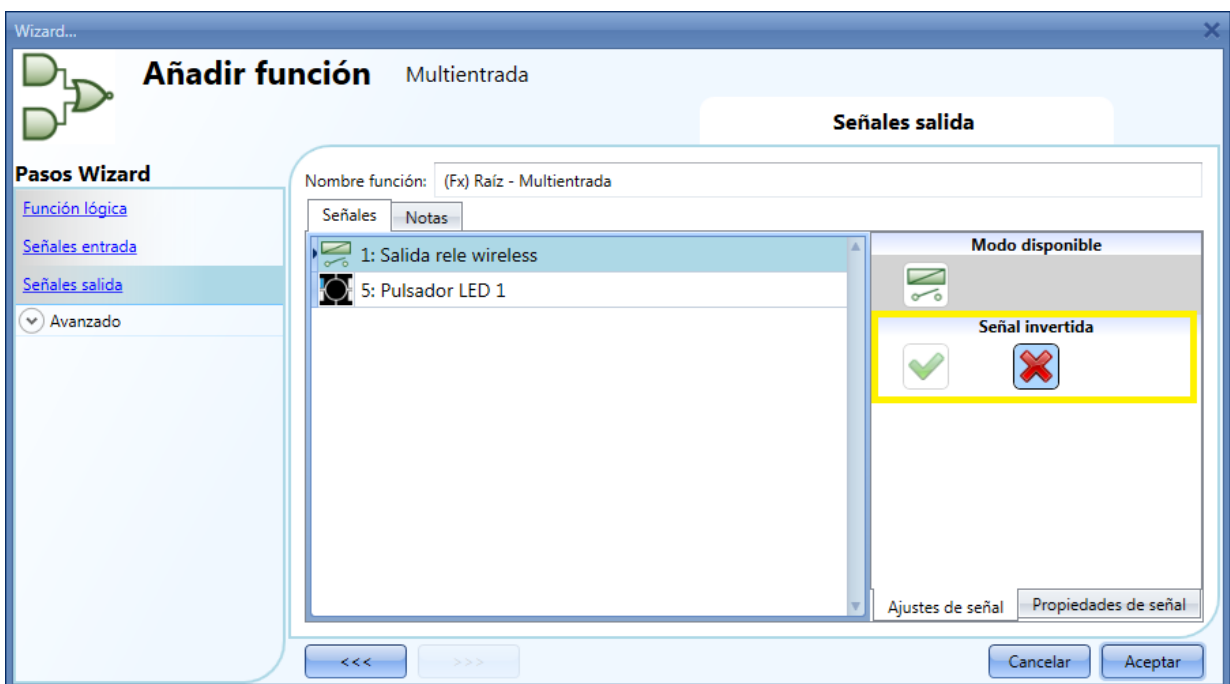 Wizard...
Añadir función Multientrada
Señales salida
Pasos Wizard
Función lógica
Señales entrada
Señales salida
Avanzado
Nombre función: (Fx) Raíz - Multientrada
Señales Notas
1: Salida rele wireless
5: Pulsador LED 1
Modo disponible
Señal invertida
Ajustes de señal Propiedades de señal
<<< >>> Cancelar Aceptar